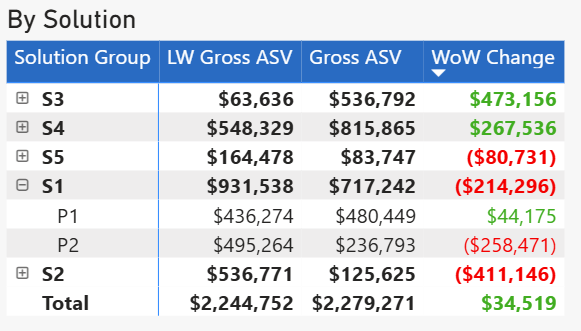 By Solution
Solution Group LW Gross ASV Gross ASV WoW Change
S3 $63,636 $536,792 $473,156
S4 $548,329 $815,865 $267,536
S5 $164,478 $83,747 ($80,731)
S1 $931,538 $717,242 ($214,296)
P1 $436,274 $480,449 $44,175
P2 $495,264 $236,793 ($258,471)
S2 $536,771 $125,625 ($411,146)
Total $2,244,752 $2,279,271 $34,519